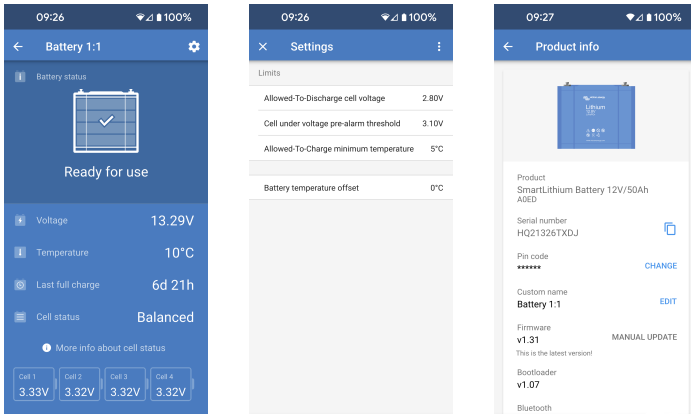 09:26
100%
Battery 1:1
Battery status
Ready for use
Voltage 13.29V
Temperature 10°C
Last full charge 6d 21h
Cell status Balanced
More info about cell status
Cell 1 Cell 2 Cell 3 Cell 4
3.33V 3.32V 3.32V 3.32V
09:26
100%
Settings
Limits
Allowed-To-Discharge cell voltage 2.80V
Cell under voltage pre-alarm threshold 3.10V
Allowed-To-Charge minimum temperature 5°C
Battery temperature offset 0°C
09:27
100%
Product info
Lithium
Product
SmartLithium Battery 12V/50Ah
A0ED
Serial number
HQ21326TXDJ
Pin code
****** CHANGE
Custom name
Battery 1:1 EDIT
Firmware
v1.31 MANUAL UPDATE
This is the latest version!
Bootloader
v1.07
Bluetooth